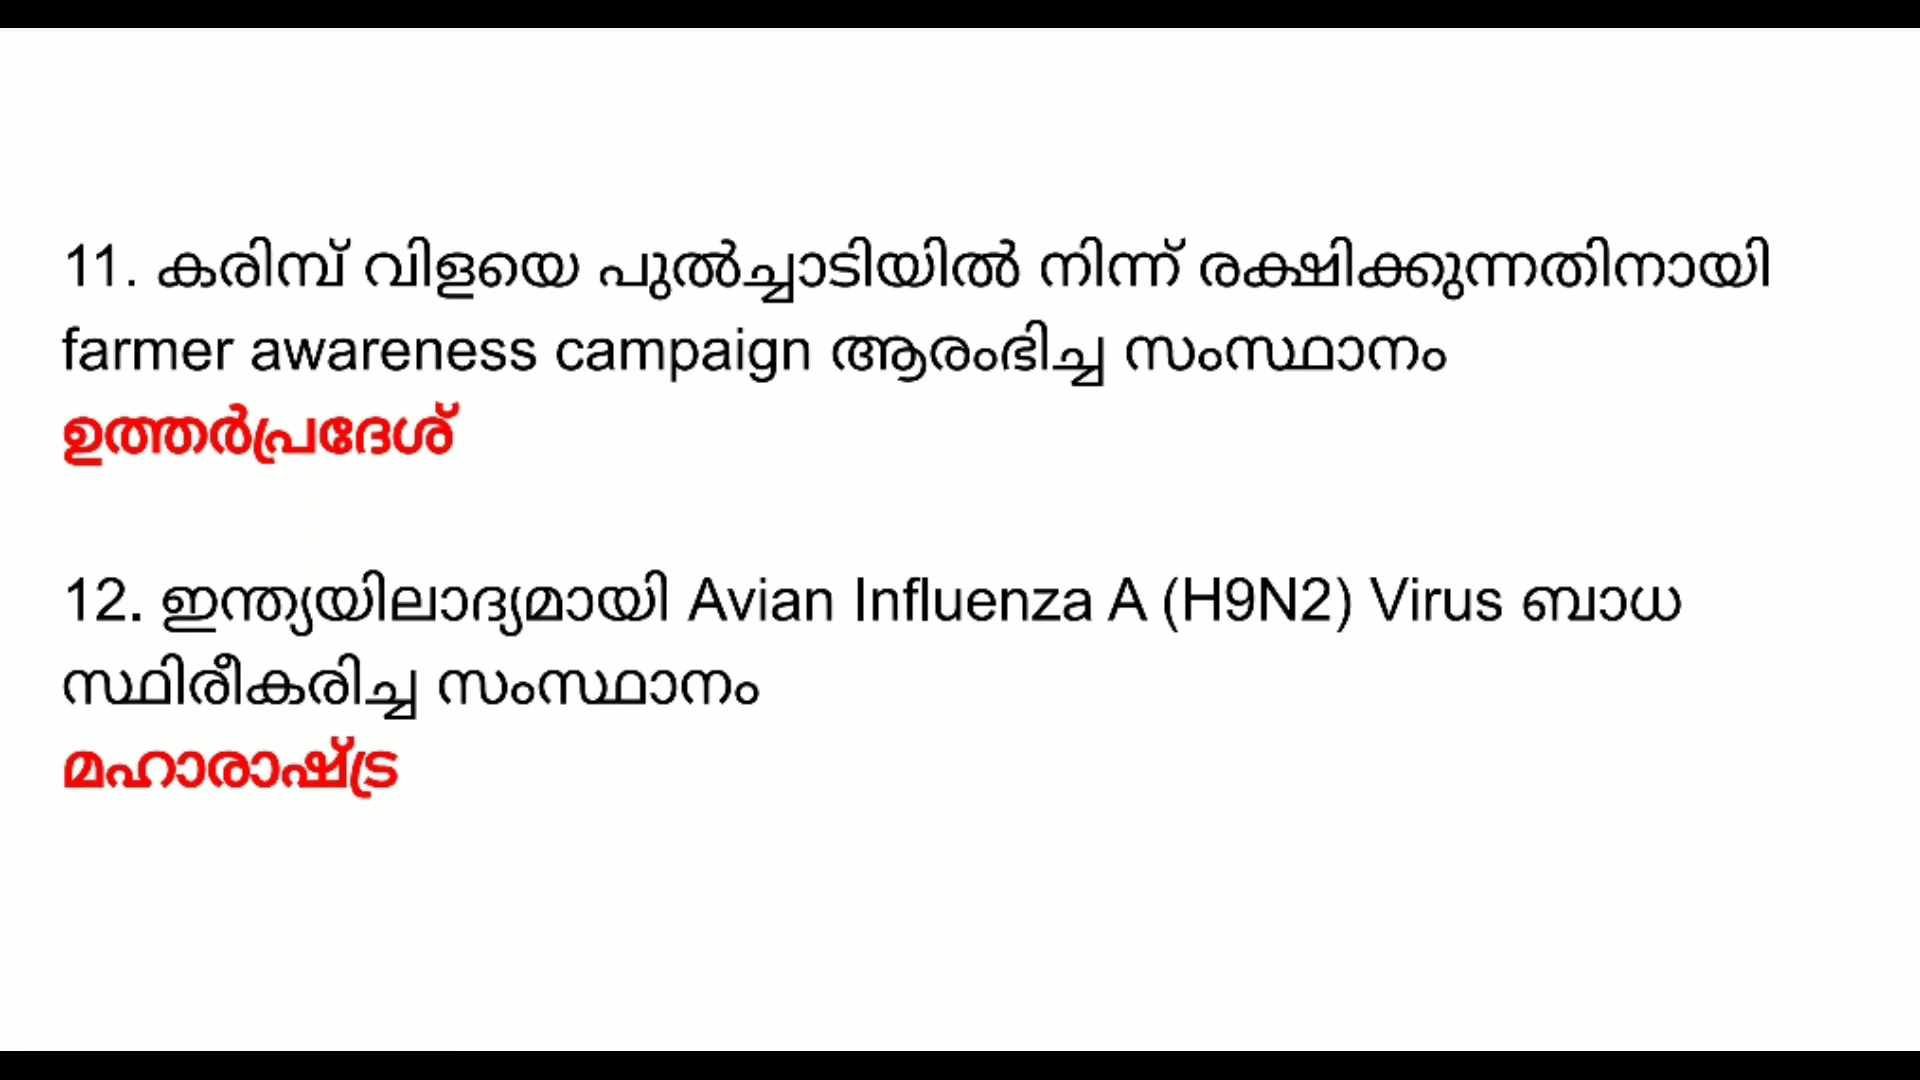 11. കരിമ്പ് വിളയെ പുൽച്ചാടിയിൽ നിന്ന് രക്ഷിക്കുന്നതിനായി
farmer awareness campaign ആരംഭിച്ച സംസ്ഥാനം
ഉത്തർപ്രദേശ്
12. ഇന്ത്യയിലാദ്യമായി Avian Influenza A (H9N2) Virus ബാധ
സ്ഥിരീകരിച്ച സംസ്ഥാനം
മഹാരാഷ്ട്ര